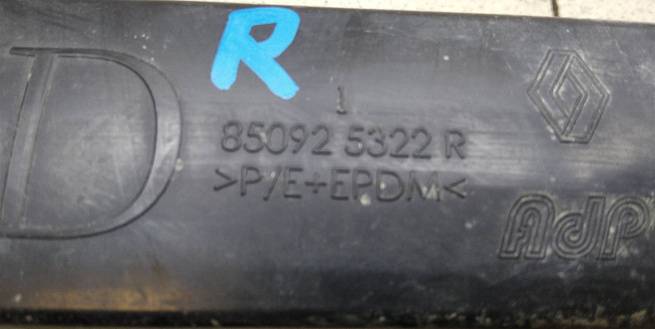 R
D
1
85092 5322 R
>P/E+EPDM<
AdP